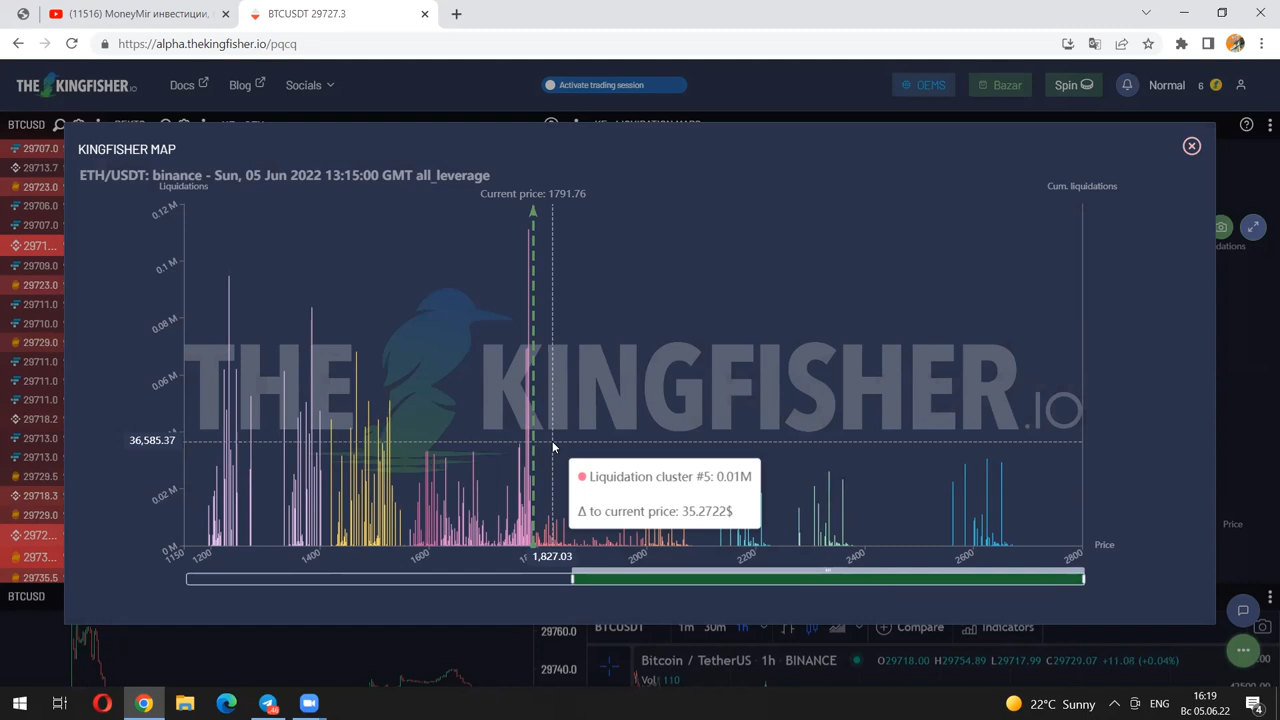 (11516) MoneyMir инвестиции,
BTCUSDT 29727.3
https://alpha.thekingfisher.io/pqcq
THE KINGFISHER.IO
Docs
Blog
Socials
Activate trading session
OEMS
Bazar
Spin
Normal
6
BTCUSD
29707.0
29713.7
29723.0
29706.0
29707.0
2971...
29709.0
29723.0
29711.0
29710.0
29729.0
29711.0
29711.0
29711.0
29718.2
29713.0
29729.5
29718.3
29729.0
2972...
2973...
29735.5
BTCUSD
KINGFISHER MAP
ETH/USDT: binance - Sun, 05 Jun 2022 13:15:00 GMT all_leverage
Liquidations
Current price: 1791.76
Cum. liquidations
0.12 M
0.1 M
0.08 M
0.06 M
36,585.37
0.02 M
0 M
THE KINGFISHER.IO
Liquidation cluster #5: 0.01M
Δ to current price: 35.2722$
1150
1200
1400
1600
1,827.03
2000
2200
2400
2600
2800
Price
Price
29760.0
29740.0
BTCUSDT
1m
30m
1h
Compare
Indicators
Bitcoin / TetherUS · 1h · BINANCE
O29718.00 H29754.89 L29717.99 C29729.07 +11.08 (+0.04%)
Vol 110
22°C Sunny
ENG
16:19
Вс 05.06.22
4